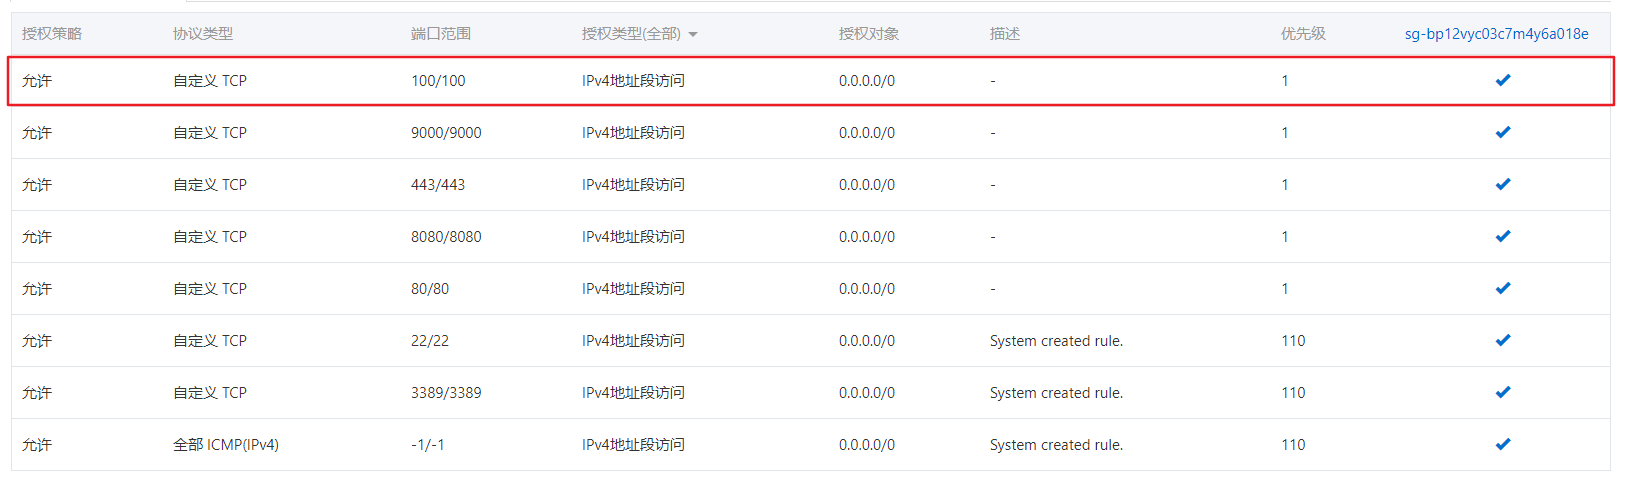 授权策略 协议类型 端口范围 授权类型(全部) 授权对象 描述 优先级 sg-bp12vyc03c7m4y6a018e
允许 自定义 TCP 100/100 IPv4地址段访问 0.0.0.0/0 - 1
允许 自定义 TCP 9000/9000 IPv4地址段访问 0.0.0.0/0 - 1
允许 自定义 TCP 443/443 IPv4地址段访问 0.0.0.0/0 - 1
允许 自定义 TCP 8080/8080 IPv4地址段访问 0.0.0.0/0 - 1
允许 自定义 TCP 80/80 IPv4地址段访问 0.0.0.0/0 - 1
允许 自定义 TCP 22/22 IPv4地址段访问 0.0.0.0/0 System created rule. 110
允许 自定义 TCP 3389/3389 IPv4地址段访问 0.0.0.0/0 System created rule. 110
允许 全部 ICMP(IPv4) -1/-1 IPv4地址段访问 0.0.0.0/0 System created rule. 110